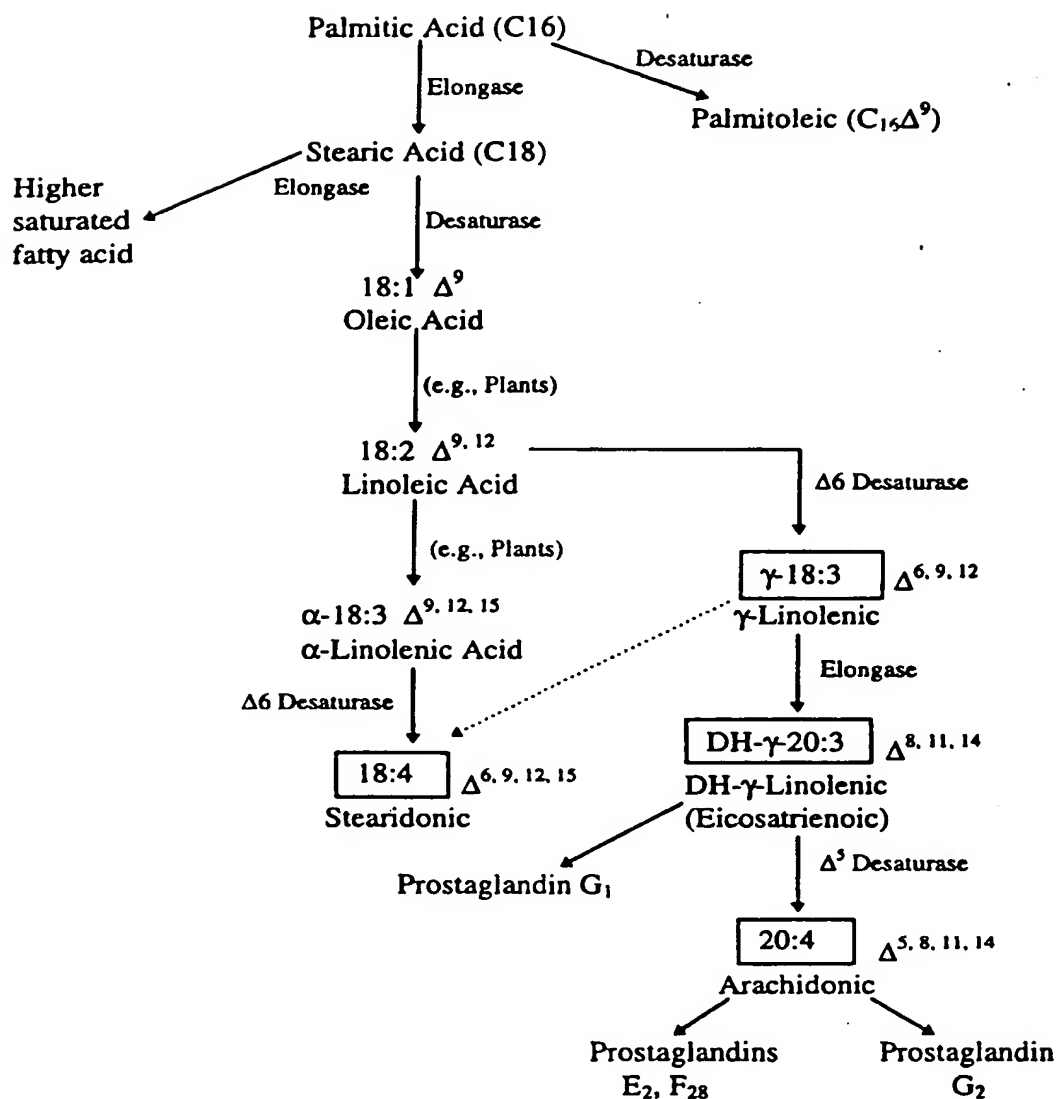 Palmitic Acid (C16)
Desaturase
Elongase
Palmitoleic (C₁₆Δ⁹)
Stearic Acid (C18)
Elongase
Higher
saturated
fatty acid
Desaturase
18:1 Δ⁹
Oleic Acid
(e.g., Plants)
18:2 Δ⁹, ¹²
Linoleic Acid
Δ6 Desaturase
(e.g., Plants)
γ-18:3 Δ⁶, ⁹, ¹²
γ-Linolenic
α-18:3 Δ⁹, ¹², ¹⁵
α-Linolenic Acid
Elongase
Δ6 Desaturase
DH-γ-20:3 Δ⁸, ¹¹, ¹⁴
DH-γ-Linolenic
(Eicosatrienoic)
18:4 Δ⁶, ⁹, ¹², ¹⁵
Stearidonic
Δ⁵ Desaturase
Prostaglandin G₁
20:4 Δ⁵, ⁸, ¹¹, ¹⁴
Arachidonic
Prostaglandins
E₂, F₂₈
Prostaglandin
G₂